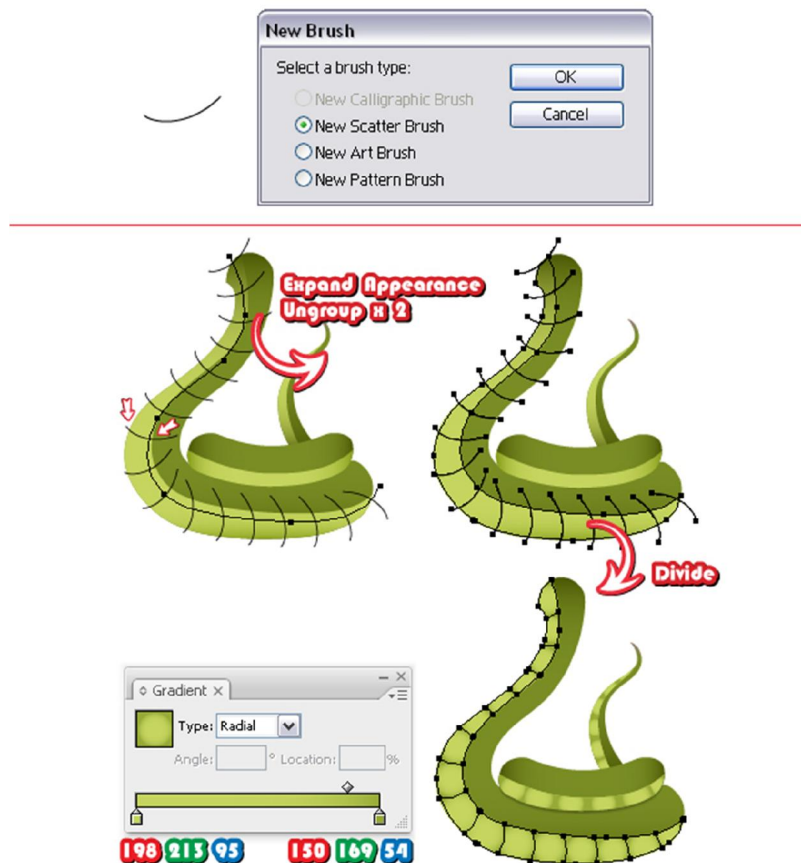 New Brush
Select a brush type:
New Calligraphic Brush
New Scatter Brush
New Art Brush
New Pattern Brush
OK
Cancel
Expand Appearance
Ungroup x 2
Divide
Gradient
Type: Radial
Angle: ° Location: %
198 213 95 150 169 54